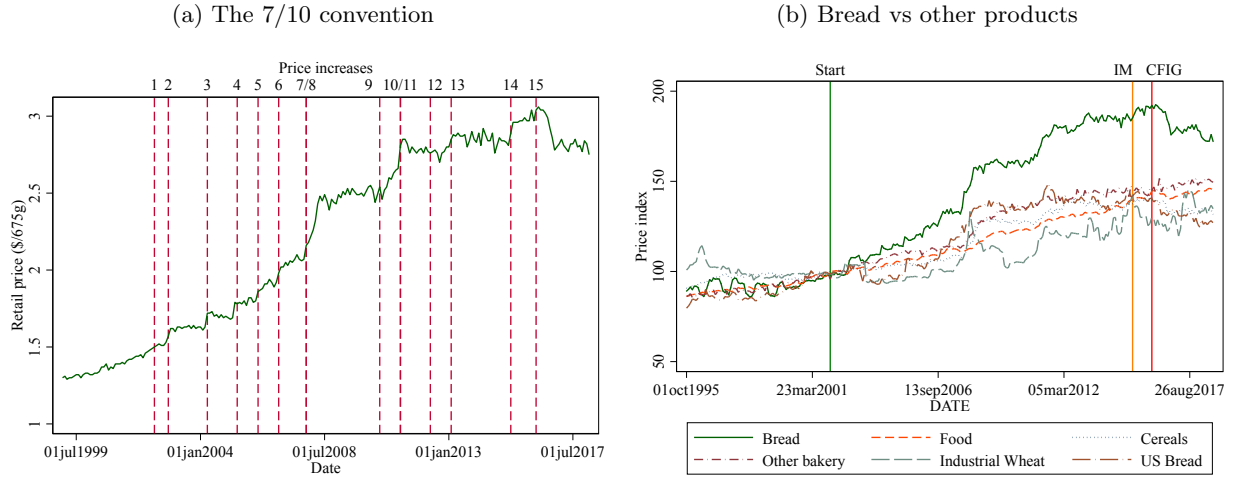 (a) The 7/10 convention
Price increases
1 2 3 4 5 6 7/8 9 10/11 12 13 14 15
Retail price ($/675g)
3
2.5
2
1.5
1
01jul1999 01jan2004 01jul2008 01jan2013 01jul2017
Date
(b) Bread vs other products
Start IM CFIG
Price index
200
150
100
50
01oct1995 23mar2001 13sep2006 05mar2012 26aug2017
DATE
Bread Food Cereals
Other bakery Industrial Wheat US Bread